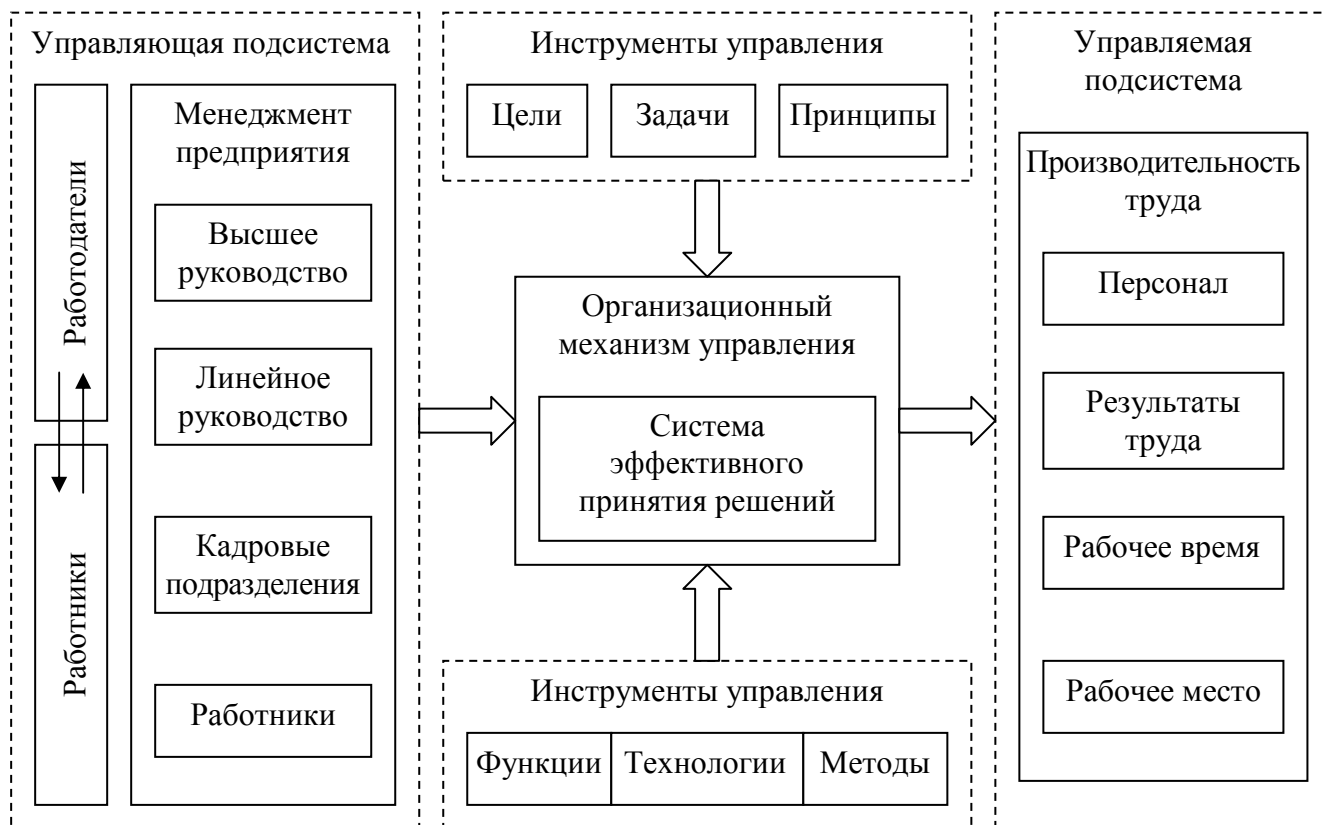 Управляющая подсистема
Работодатели
Работники
Менеджмент
предприятия
Высшее
руководство
Линейное
руководство
Кадровые
подразделения
Работники
Инструменты управления
Цели
Задачи
Принципы
Организационный
механизм управления
Система
эффективного
принятия решений
Инструменты управления
Функции
Технологии
Методы
Управляемая
подсистема
Производительность
труда
Персонал
Результаты
труда
Рабочее время
Рабочее место